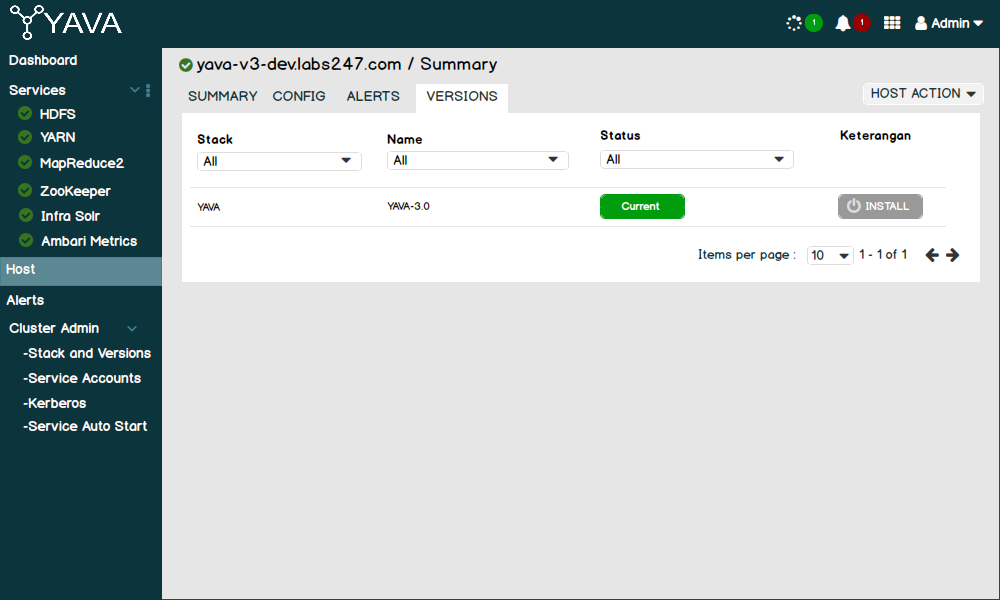 YAVA
1
1
Admin
Dashboard
Services
HDFS
YARN
MapReduce2
ZooKeeper
Infra Solr
Ambari Metrics
Host
Alerts
Cluster Admin
-Stack and Versions
-Service Accounts
-Kerberos
-Service Auto Start
yava-v3-dev.labs247.com / Summary
SUMMARY CONFIG ALERTS VERSIONS
HOST ACTION
Stack Name Status Keterangan
All All All
YAVA YAVA-3.0 Current INSTALL
Items per page : 10 1 - 1 of 1